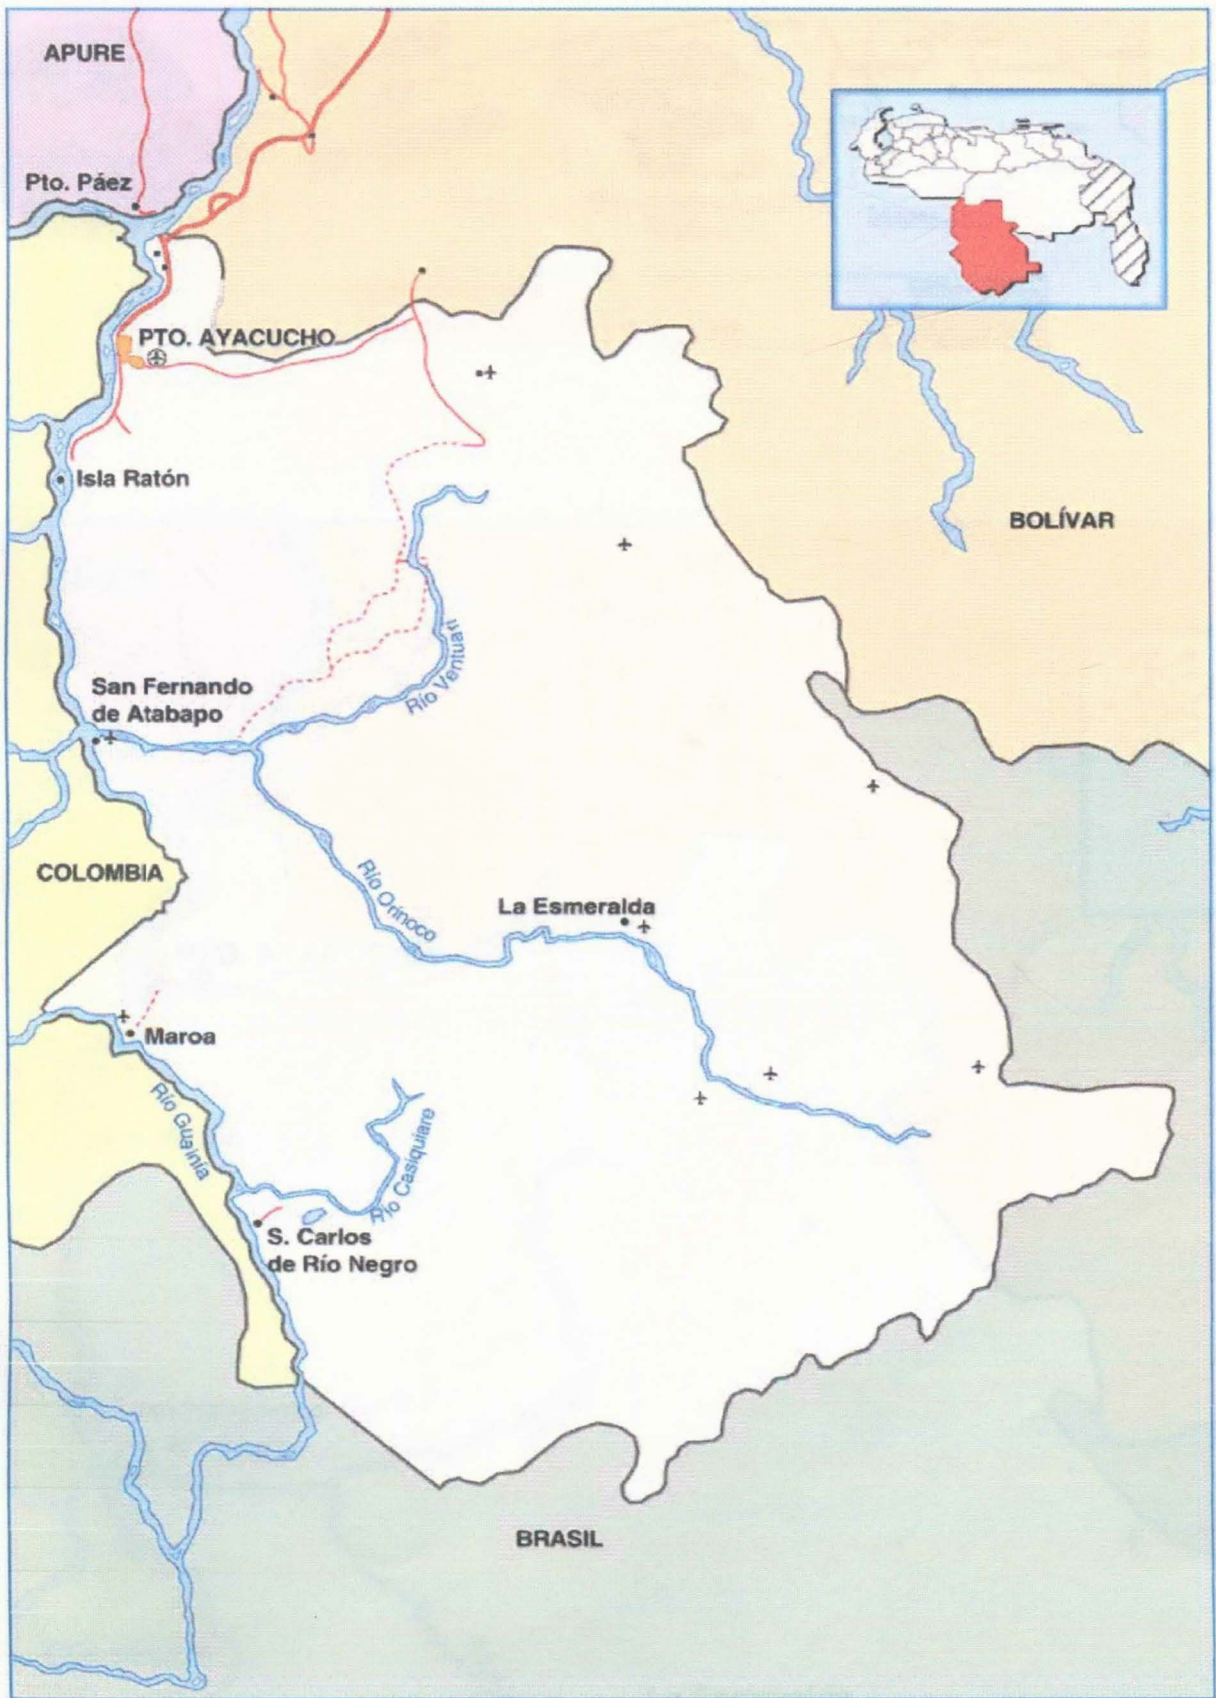 APURE
Pto. Páez
PTO. AYACUCHO
Isla Ratón
BOLÍVAR
Río Ventuari
San Fernando
de Atabapo
COLOMBIA
Río Orinoco
La Esmeralda
Maroa
Río Guainía
Río Casiquiare
S. Carlos
de Río Negro
BRASIL